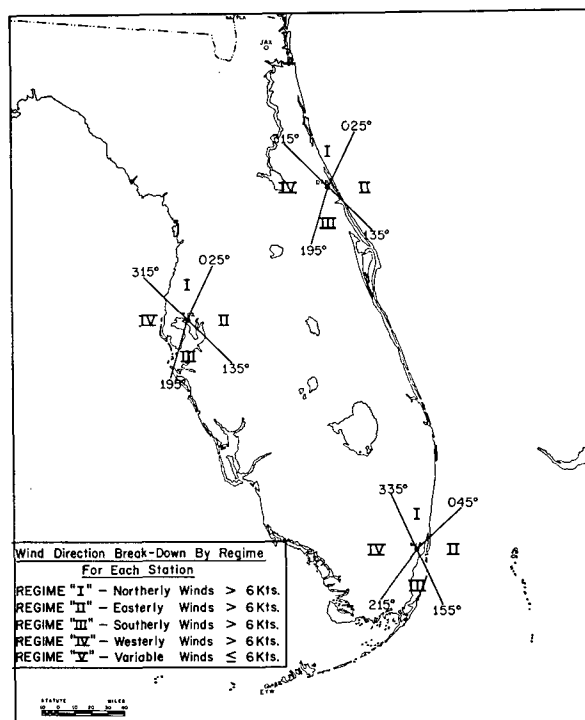 JAX
025°
I
IV
II
III
135°
195°
315°
025°
I
IV
II
III
135°
195°
335°
045°
I
IV
V
II
III
215°
155°
Wind Direction Break-Down By Regime
For Each Station
REGIME "I" – Northerly Winds > 6 Kts.
REGIME "II" – Easterly Winds > 6 Kts.
REGIME "III" – Southerly Winds > 6 Kts.
REGIME "IV" – Westerly Winds > 6 Kts.
REGIME "V" – Variable Winds ≤ 6 Kts.
EYW
STATUTE MILES